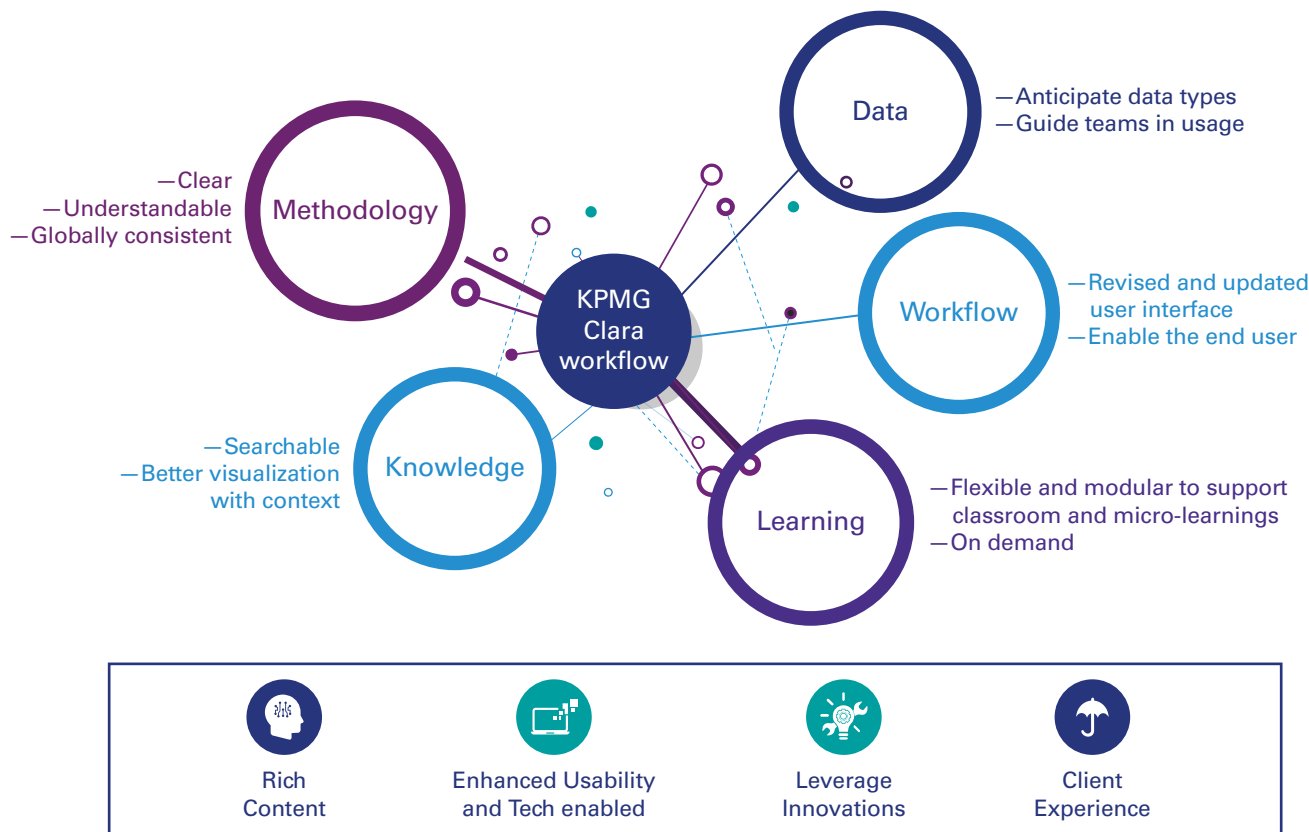 Data
—Anticipate data types
—Guide teams in usage
Methodology
—Clear
—Understandable
—Globally consistent
KPMG
Clara
workflow
Workflow
—Revised and updated
user interface
—Enable the end user
Knowledge
—Searchable
—Better visualization
with context
Learning
—Flexible and modular to support
classroom and micro-learnings
—On demand
Rich
Content
Enhanced Usability
and Tech enabled
Leverage
Innovations
Client
Experience